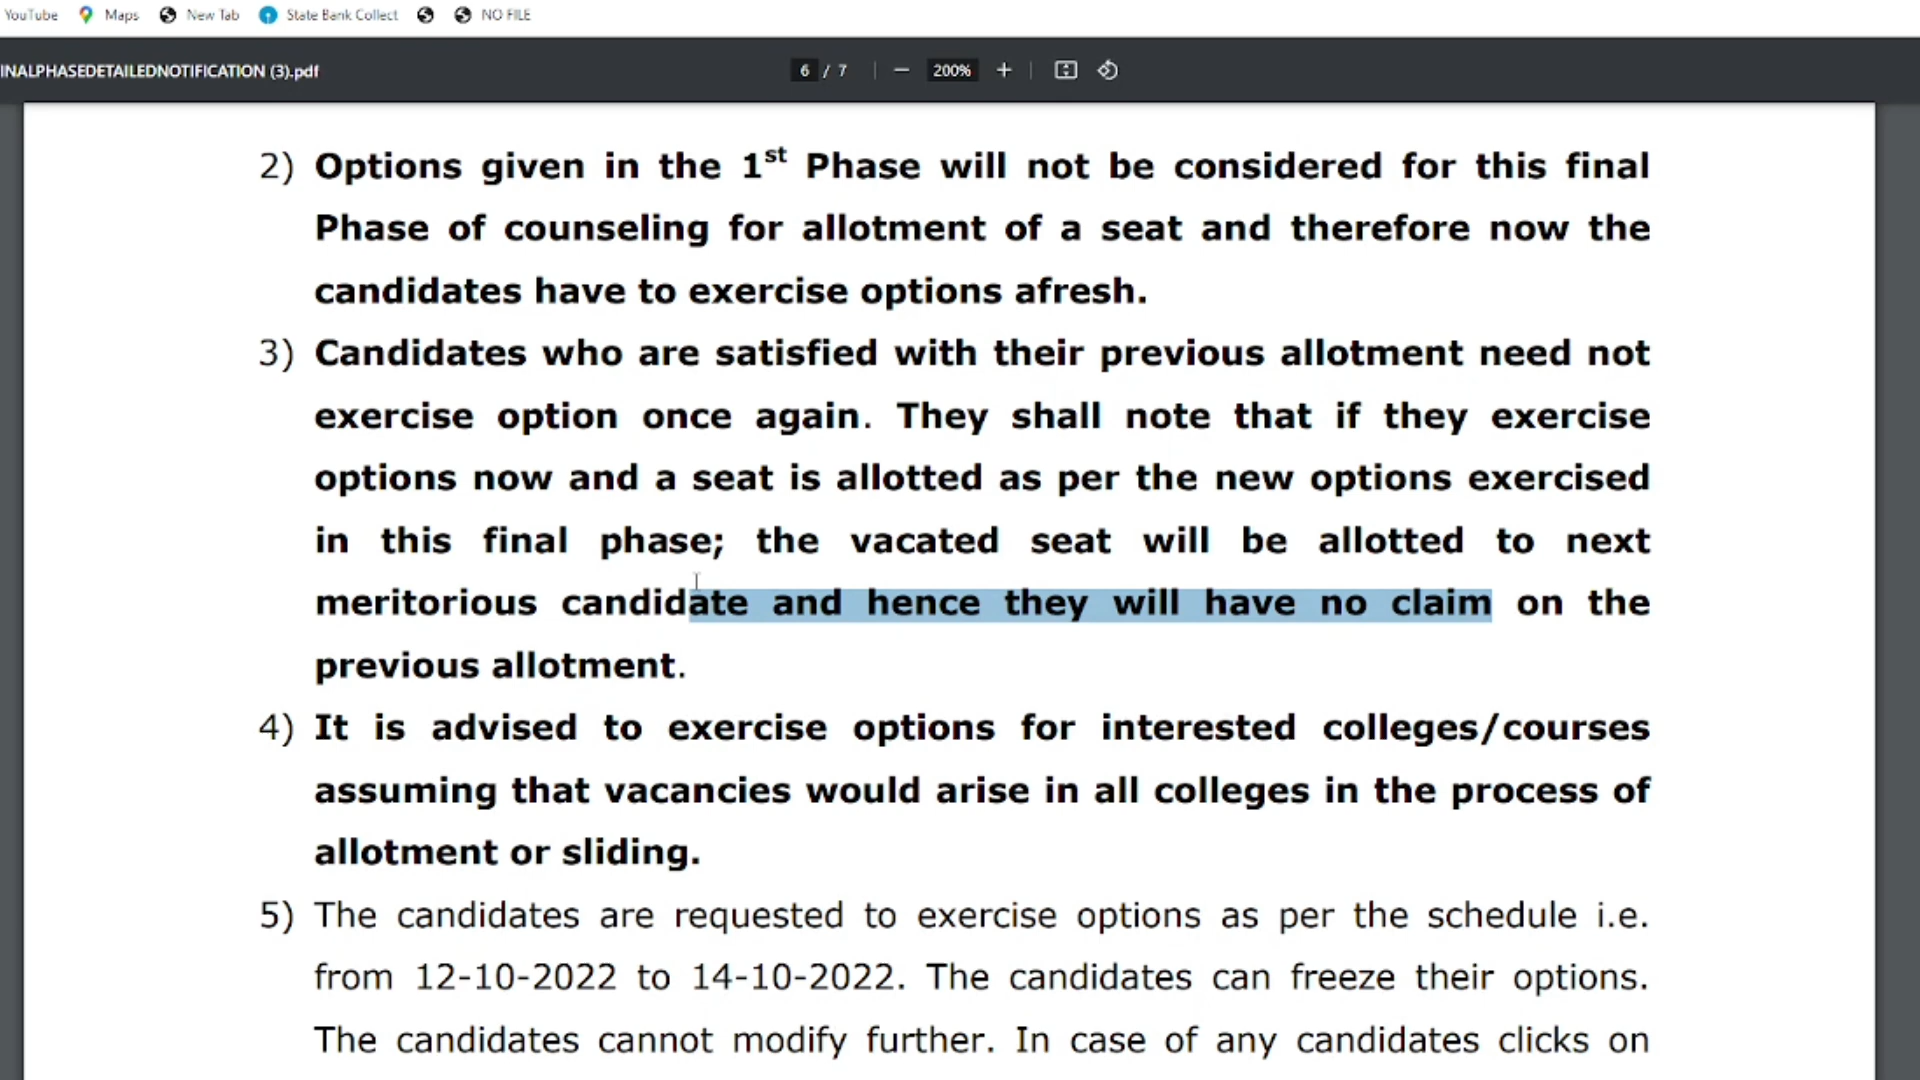 YouTube Maps New Tab State Bank Collect NO FILE
INALPHASEDETAILEDNOTIFICATION (3).pdf 6 / 7 200%
2) Options given in the 1st Phase will not be considered for this final
Phase of counseling for allotment of a seat and therefore now the
candidates have to exercise options afresh.
3) Candidates who are satisfied with their previous allotment need not
exercise option once again. They shall note that if they exercise
options now and a seat is allotted as per the new options exercised
in this final phase; the vacated seat will be allotted to next
meritorious candidate and hence they will have no claim on the
previous allotment.
4) It is advised to exercise options for interested colleges/courses
assuming that vacancies would arise in all colleges in the process of
allotment or sliding.
5) The candidates are requested to exercise options as per the schedule i.e.
from 12-10-2022 to 14-10-2022. The candidates can freeze their options.
The candidates cannot modify further. In case of any candidates clicks on